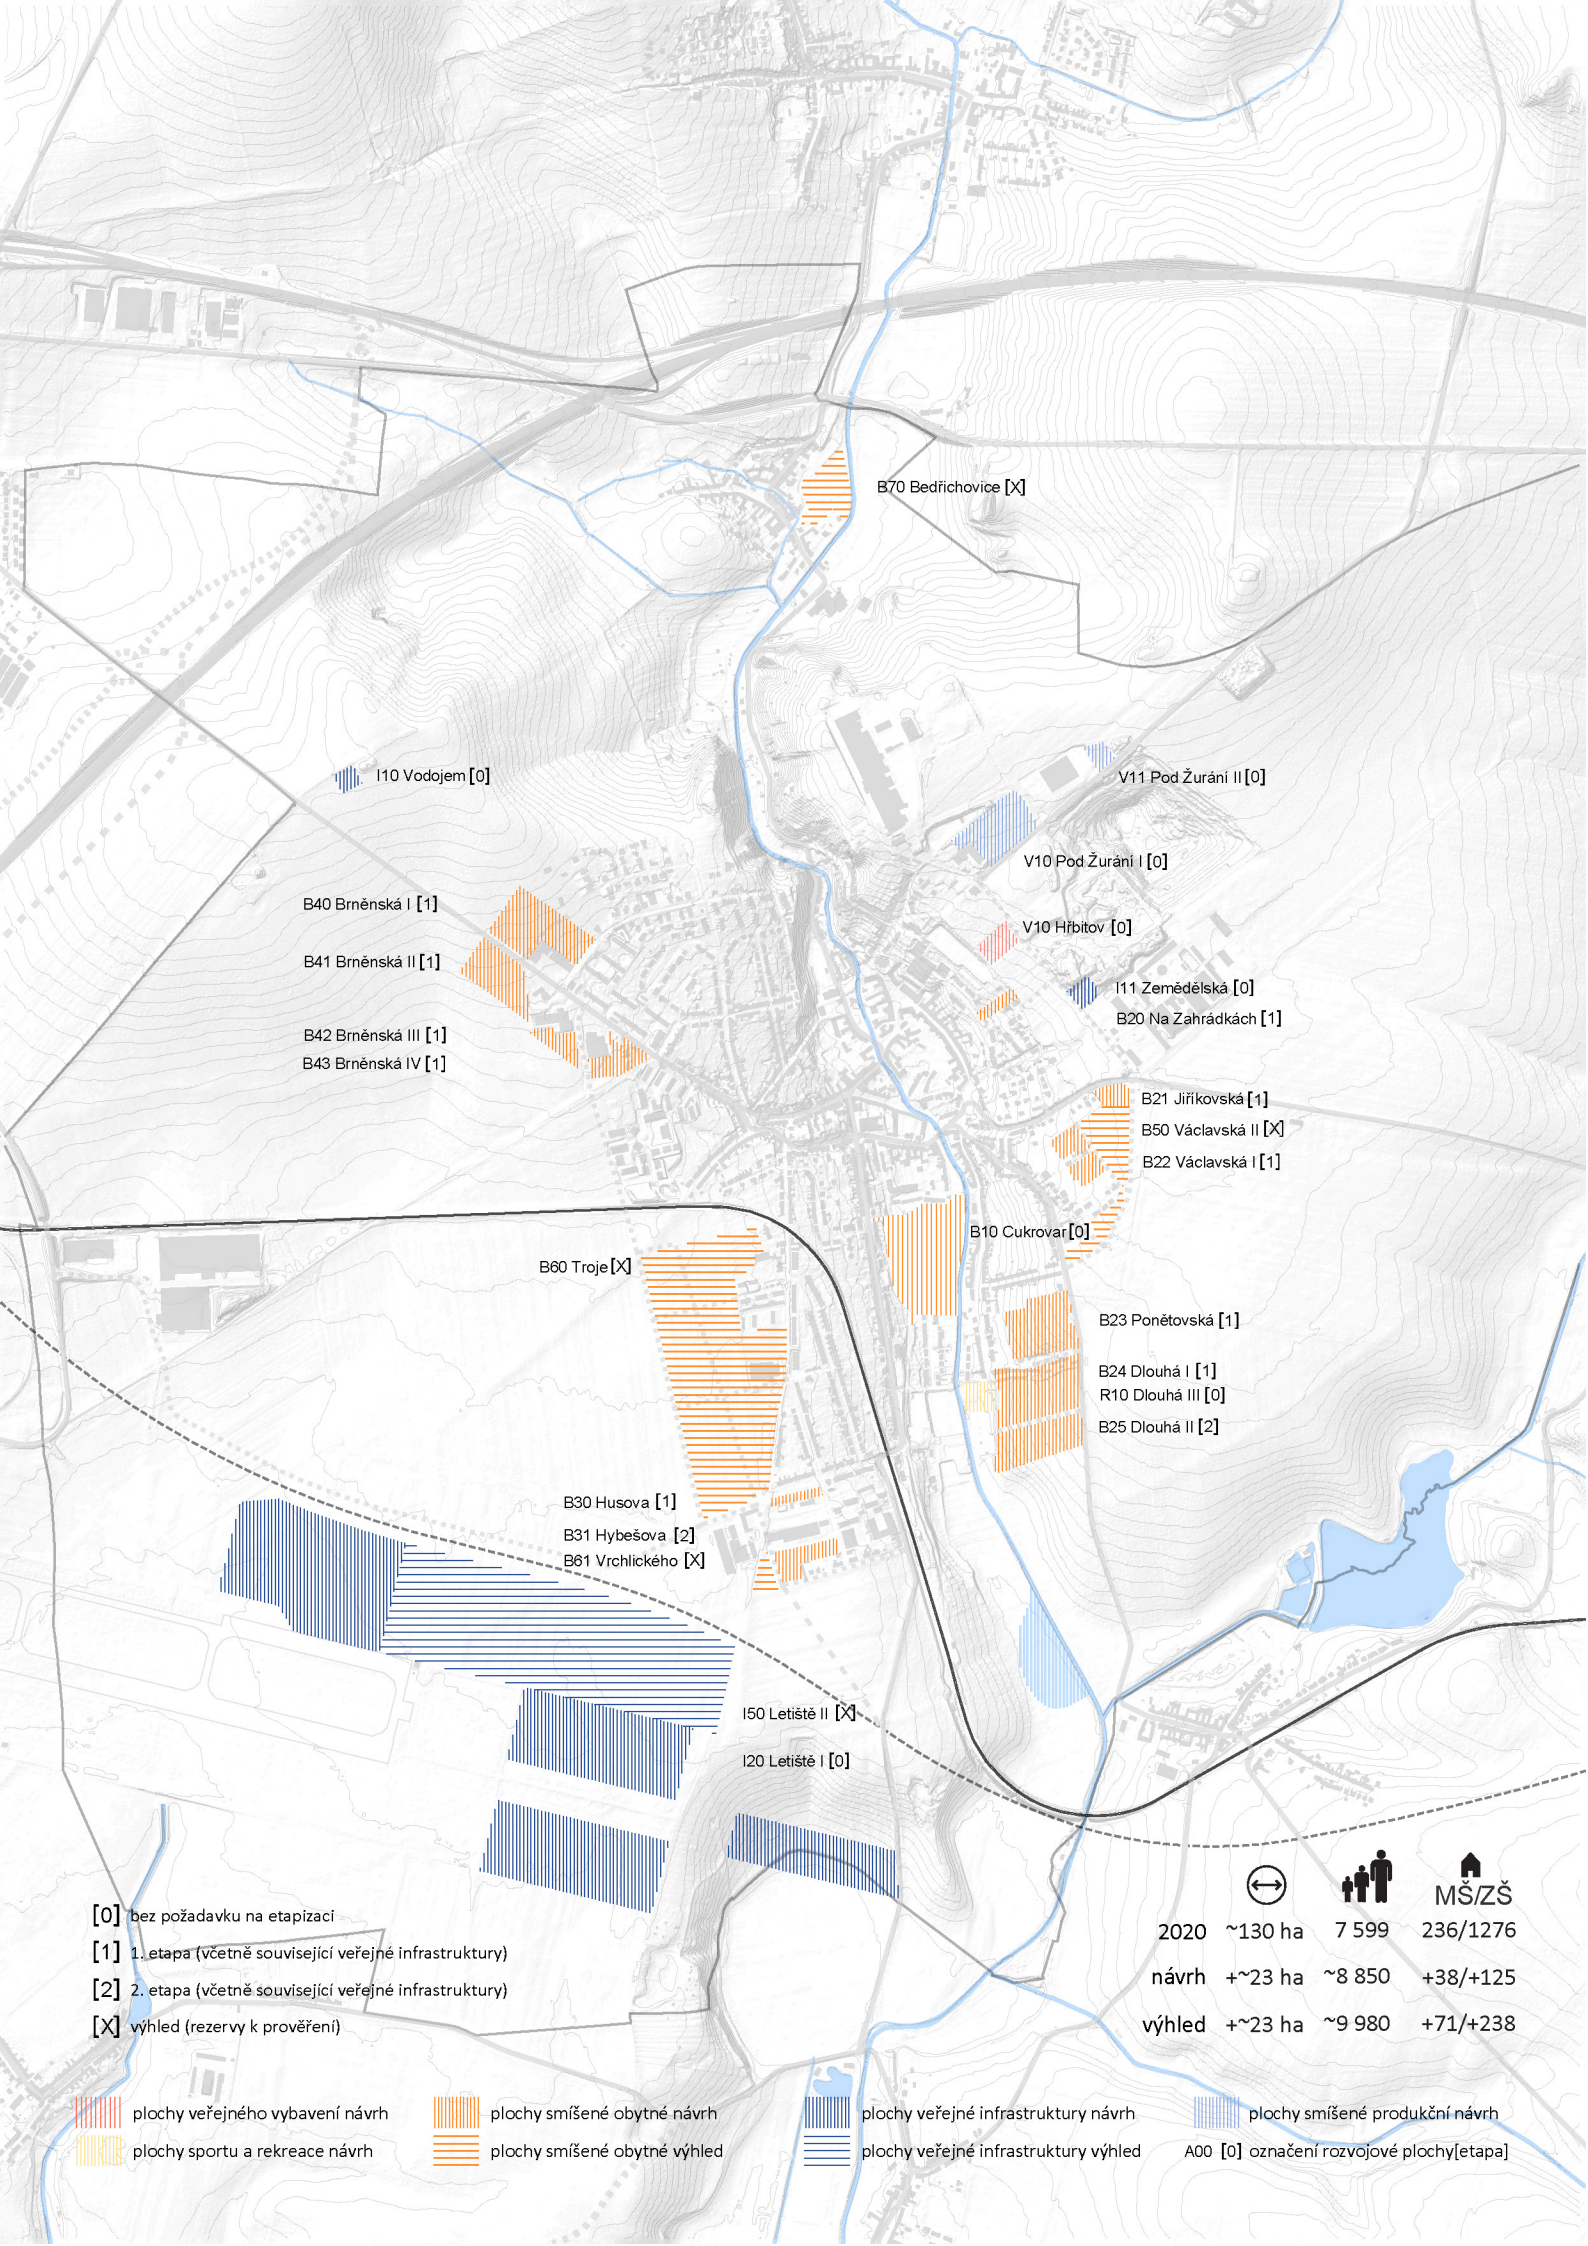 B70 Bedřichovice [X]
I10 Vodojem [0]
V11 Pod Žurání II [0]
V10 Pod Žurání I [0]
B40 Brněnská I [1]
V10 Hřbitov [0]
B41 Brněnská II [1]
I11 Zemědělská [0]
B20 Na Zahrádkách [1]
B42 Brněnská III [1]
B43 Brněnská IV [1]
B21 Jiříkovská [1]
B50 Václavská II [X]
B22 Václavská I [1]
B10 Cukrovar [0]
B60 Troje [X]
B23 Ponětovská [1]
B24 Dlouhá I [1]
R10 Dlouhá III [0]
B25 Dlouhá II [2]
B30 Husova [1]
B31 Hybešova [2]
B61 Vrchlického [X]
I50 Letiště II [X]
I20 Letiště I [0]
MŠ/ZŠ
2020 ~130 ha 7 599 236/1276
návrh +~23 ha ~8 850 +38/+125
výhled +~23 ha ~9 980 +71/+238
[0] bez požadavku na etapizaci
[1] 1. etapa (včetně související veřejné infrastruktury)
[2] 2. etapa (včetně související veřejné infrastruktury)
[X] výhled (rezervy k prověření)
plochy veřejného vybavení návrh
plochy sportu a rekreace návrh
plochy smíšené obytné návrh
plochy smíšené obytné výhled
plochy veřejné infrastruktury návrh
plochy veřejné infrastruktury výhled
plochy smíšené produkční návrh
A00 [0] označení rozvojové plochy[etapa]